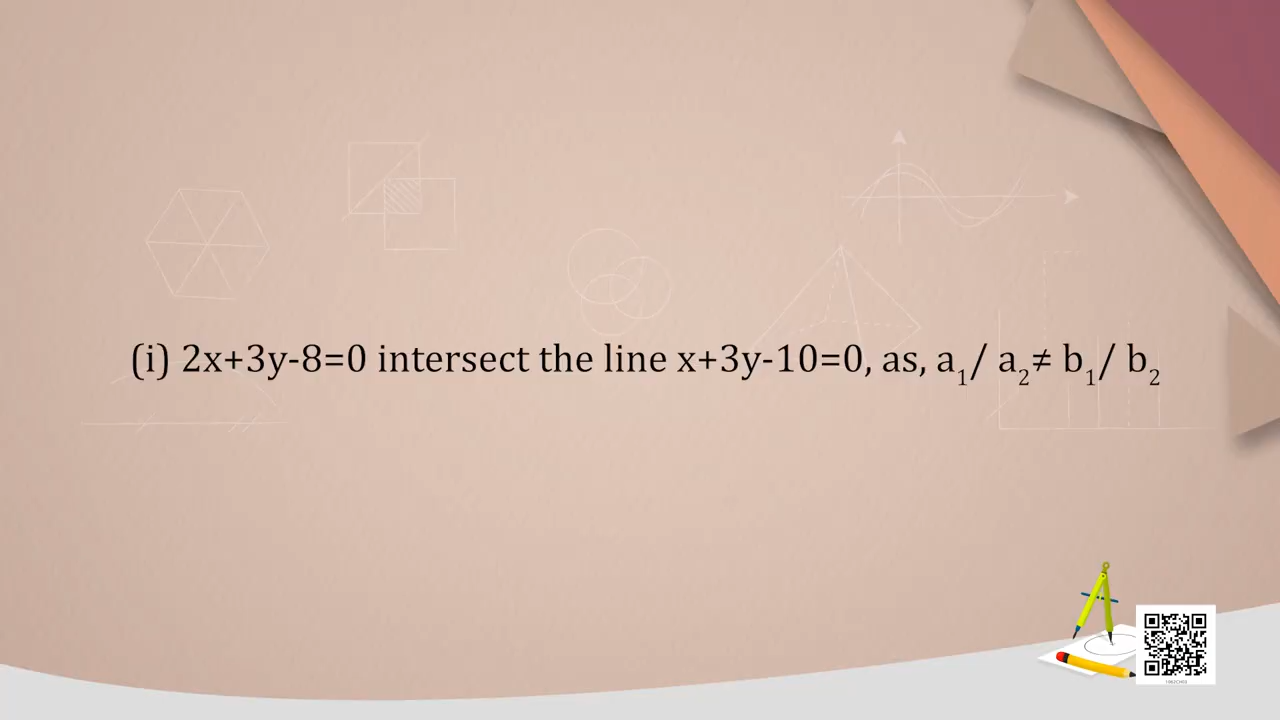 (i) 2x+3y-8=0 intersect the line x+3y-10=0, as, a₁/ a₂≠ b₁/ b₂